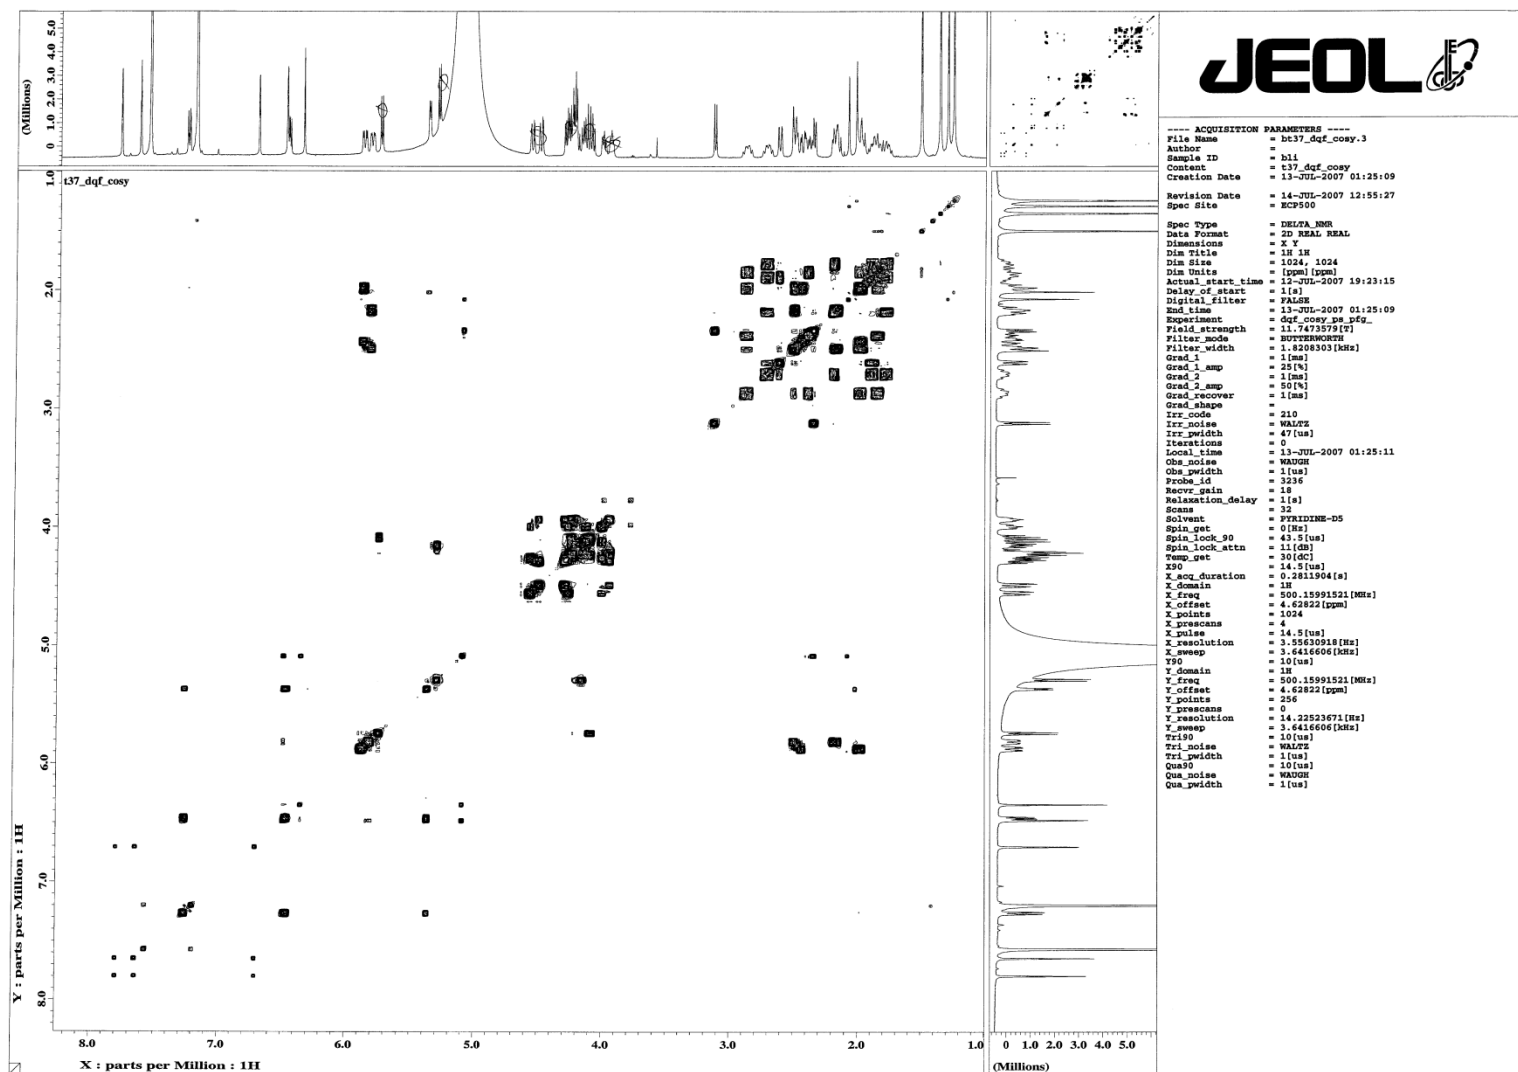 5.0
4.0
3.0
2.0
1.0
0
(Millions)
JEOL
t37_dqf_cosy
1.0
2.0
3.0
4.0
5.0
6.0
7.0
8.0
Y : parts per Million : 1H
8.0 7.0 6.0 5.0 4.0 3.0 2.0 1.0
X : parts per Million : 1H
0 1.0 2.0 3.0 4.0 5.0
(Millions)
---- ACQUISITION PARAMETERS ----
File Name = bt37_dqf_cosy.3
Author =
Sample ID = bli
Content = t37_dqf_cosy
Creation Date = 13-JUL-2007 01:25:09
Revision Date = 14-JUL-2007 12:55:27
Spec Site = ECP500
Spec Type = DELTA_NMR
Data Format = 2D REAL REAL
Dimensions = X Y
Dim Title = 1H 1H
Dim Size = 1024, 1024
Dim Units = [ppm][ppm]
Actual_start_time = 12-JUL-2007 19:23:15
Delay_of_start = 1[s]
Digital_filter = FALSE
End_time = 13-JUL-2007 01:25:09
Experiment = dqf_cosy_ps_pfg_
Field_strength = 11.7473579[T]
Filter_mode = BUTTERWORTH
Filter_width = 1.8208303[kHz]
Grad_1 = 1[ms]
Grad_1_amp = 25[%]
Grad_2 = 1[ms]
Grad_2_amp = 50[%]
Grad_recover = 1[ms]
Grad_shape =
Irr_code = 210
Irr_noise = WALTZ
Irr_pwidth = 47[us]
Iterations = 0
Local_time = 13-JUL-2007 01:25:11
Obs_noise = WAUGH
Obs_pwidth = 1[us]
Probe_id = 3236
Recvr_gain = 18
Relaxation_delay = 1[s]
Scans = 32
Solvent = PYRIDINE-D5
Spin_get = 0[Hz]
Spin_lock_90 = 43.5[us]
Spin_lock_attn = 11[dB]
Temp_get = 30[dC]
X90 = 14.5[us]
X_acq_duration = 0.2811904[s]
X_domain = 1H
X_freq = 500.15991521[MHz]
X_offset = 4.62822[ppm]
X_points = 1024
X_prescans = 4
X_pulse = 14.5[us]
X_resolution = 3.55630918[Hz]
X_sweep = 3.6416606[kHz]
Y90 = 10[us]
Y_domain = 1H
Y_freq = 500.15991521[MHz]
Y_offset = 4.62822[ppm]
Y_points = 256
Y_prescans = 0
Y_resolution = 14.22523671[Hz]
Y_sweep = 3.6416606[kHz]
Tri90 = 10[us]
Tri_noise = WALTZ
Tri_pwidth = 1[us]
Qua90 = 10[us]
Qua_noise = WAUGH
Qua_pwidth = 1[us]